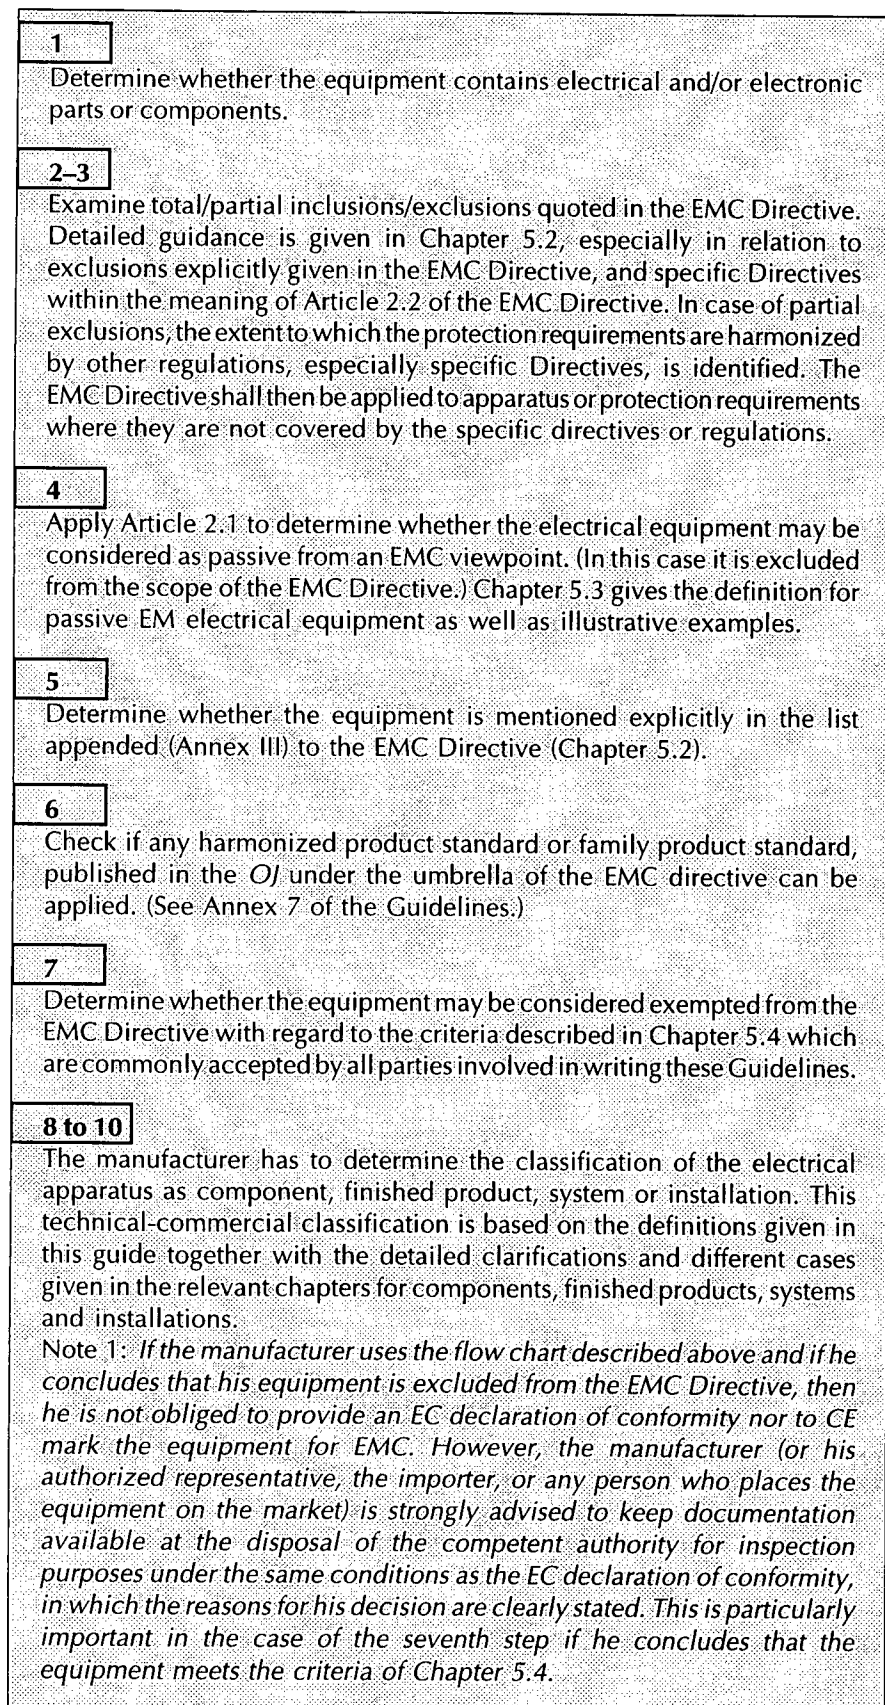 1
Determine whether the equipment contains electrical and/or electronic
parts or components.
2–3
Examine total/partial inclusions/exclusions quoted in the EMC Directive.
Detailed guidance is given in Chapter 5.2, especially in relation to
exclusions explicitly given in the EMC Directive, and specific Directives
within the meaning of Article 2.2 of the EMC Directive. In case of partial
exclusions, the extent to which the protection requirements are harmonized
by other regulations, especially specific Directives, is identified. The
EMC Directive shall then be applied to apparatus or protection requirements
where they are not covered by the specific directives or regulations.
4
Apply Article 2.1 to determine whether the electrical equipment may be
considered as passive from an EMC viewpoint. (In this case it is excluded
from the scope of the EMC Directive.) Chapter 5.3 gives the definition for
passive EM electrical equipment as well as illustrative examples.
5
Determine whether the equipment is mentioned explicitly in the list
appended (Annex III) to the EMC Directive (Chapter 5.2).
6
Check if any harmonized product standard or family product standard,
published in the OJ under the umbrella of the EMC directive can be
applied. (See Annex 7 of the Guidelines.)
7
Determine whether the equipment may be considered exempted from the
EMC Directive with regard to the criteria described in Chapter 5.4 which
are commonly accepted by all parties involved in writing these Guidelines.
8 to 10
The manufacturer has to determine the classification of the electrical
apparatus as component, finished product, system or installation. This
technical-commercial classification is based on the definitions given in
this guide together with the detailed clarifications and different cases
given in the relevant chapters for components, finished products, systems
and installations.
Note 1: If the manufacturer uses the flow chart described above and if he
concludes that his equipment is excluded from the EMC Directive, then
he is not obliged to provide an EC declaration of conformity nor to CE
mark the equipment for EMC. However, the manufacturer (or his
authorized representative, the importer, or any person who places the
equipment on the market) is strongly advised to keep documentation
available at the disposal of the competent authority for inspection
purposes under the same conditions as the EC declaration of conformity,
in which the reasons for his decision are clearly stated. This is particularly
important in the case of the seventh step if he concludes that the
equipment meets the criteria of Chapter 5.4.